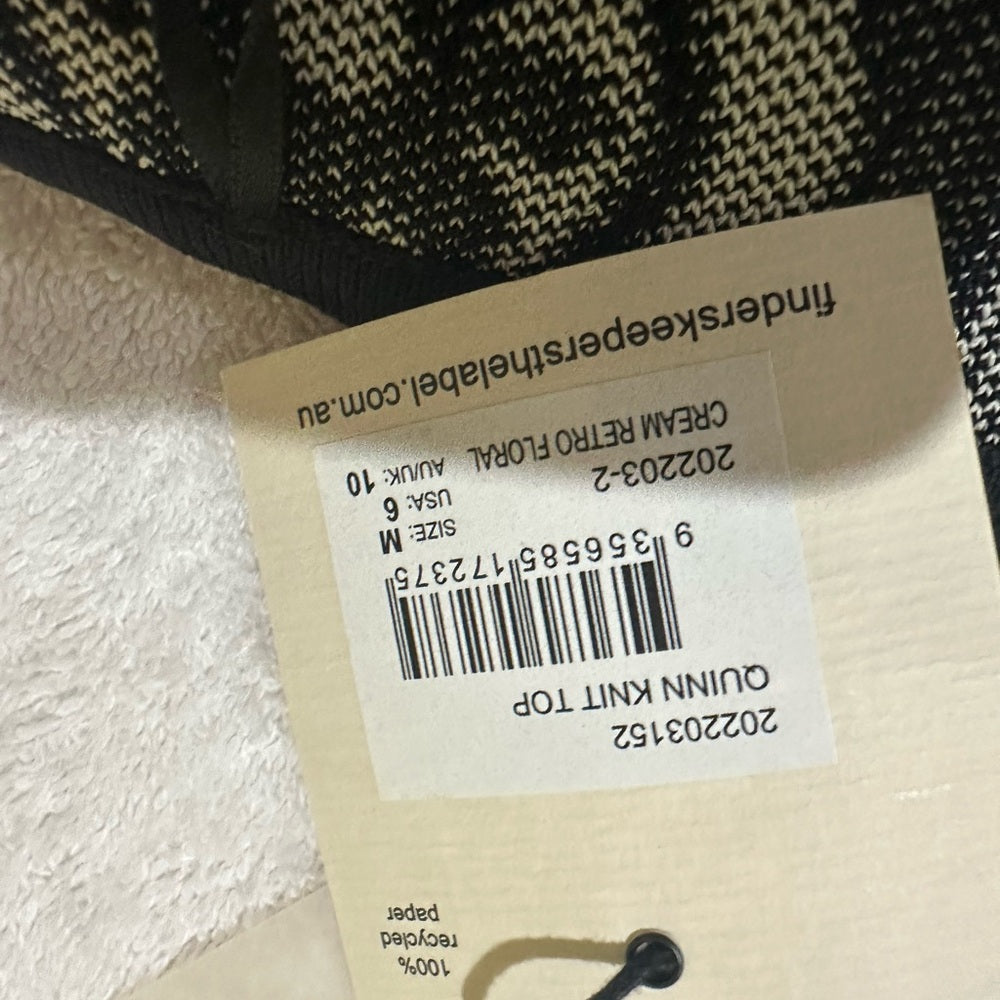 100%
recycled
paper
202203152
QUINN KNIT TOP
9 356585 172375
SIZE: M
USA: 6
AU/UK: 10
202203-2
CREAM RETRO FLORAL
finderskeepersthelabel.com.au